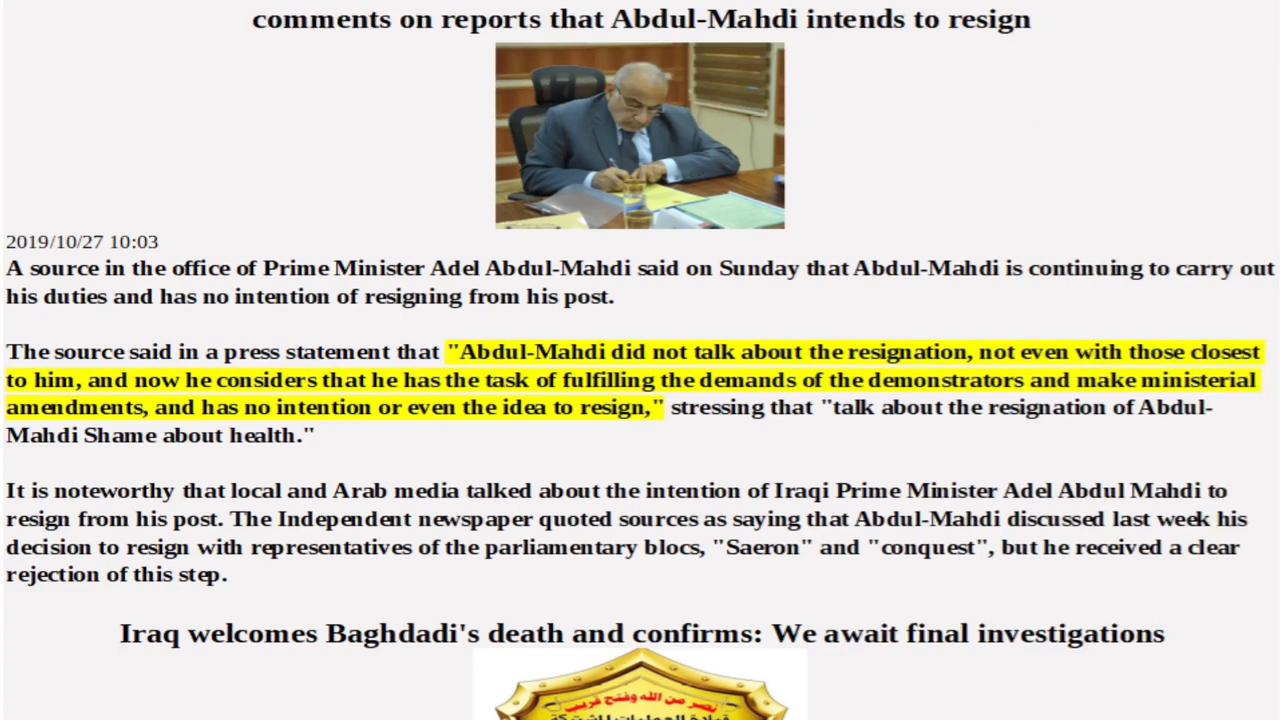 comments on reports that Abdul-Mahdi intends to resign
2019/10/27 10:03
A source in the office of Prime Minister Adel Abdul-Mahdi said on Sunday that Abdul-Mahdi is continuing to carry out
his duties and has no intention of resigning from his post.
The source said in a press statement that "Abdul-Mahdi did not talk about the resignation, not even with those closest
to him, and now he considers that he has the task of fulfilling the demands of the demonstrators and make ministerial
amendments, and has no intention or even the idea to resign," stressing that "talk about the resignation of Abdul-
Mahdi Shame about health."
It is noteworthy that local and Arab media talked about the intention of Iraqi Prime Minister Adel Abdul Mahdi to
resign from his post. The Independent newspaper quoted sources as saying that Abdul-Mahdi discussed last week his
decision to resign with representatives of the parliamentary blocs, "Saeron" and "conquest", but he received a clear
rejection of this step.
Iraq welcomes Baghdadi's death and confirms: We await final investigations
نصر من الله وفتح قريب
قيادة العمليات المشتركة